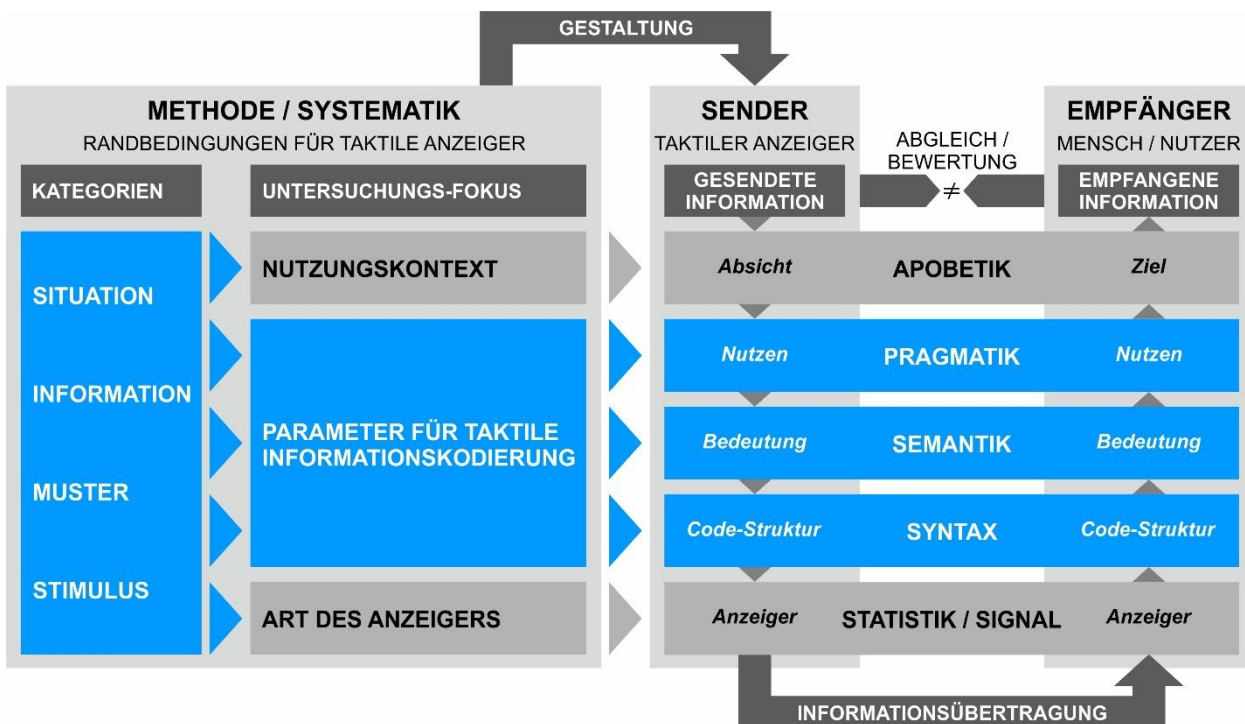 GESTALTUNG
METHODE / SYSTEMATIK
RANDBEDINGUNGEN FÜR TAKTILE ANZEIGER
KATEGORIEN
UNTERSUCHUNGS-FOKUS
SITUATION
INFORMATION
MUSTER
STIMULUS
NUTZUNGSKONTEXT
PARAMETER FÜR TAKTILE
INFORMATIONSKODIERUNG
ART DES ANZEIGERS
SENDER
TAKTILER ANZEIGER
GESENDETE
INFORMATION
ABGLEICH /
BEWERTUNG
≠
EMPFÄNGER
MENSCH / NUTZER
EMPFANGENE
INFORMATION
Absicht APOBETIK Ziel
Nutzen PRAGMATIK Nutzen
Bedeutung SEMANTIK Bedeutung
Code-Struktur SYNTAX Code-Struktur
Anzeiger STATISTIK / SIGNAL Anzeiger
INFORMATIONSÜBERTRAGUNG